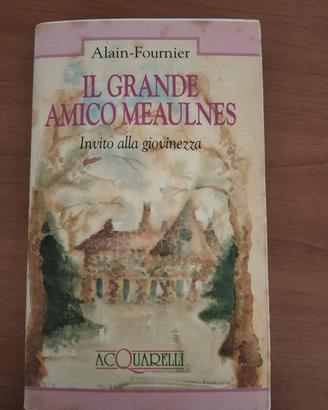 Alain-Fournier
IL GRANDE
AMICO MEAULNES
Invito alla giovinezza
ACQUARELLI